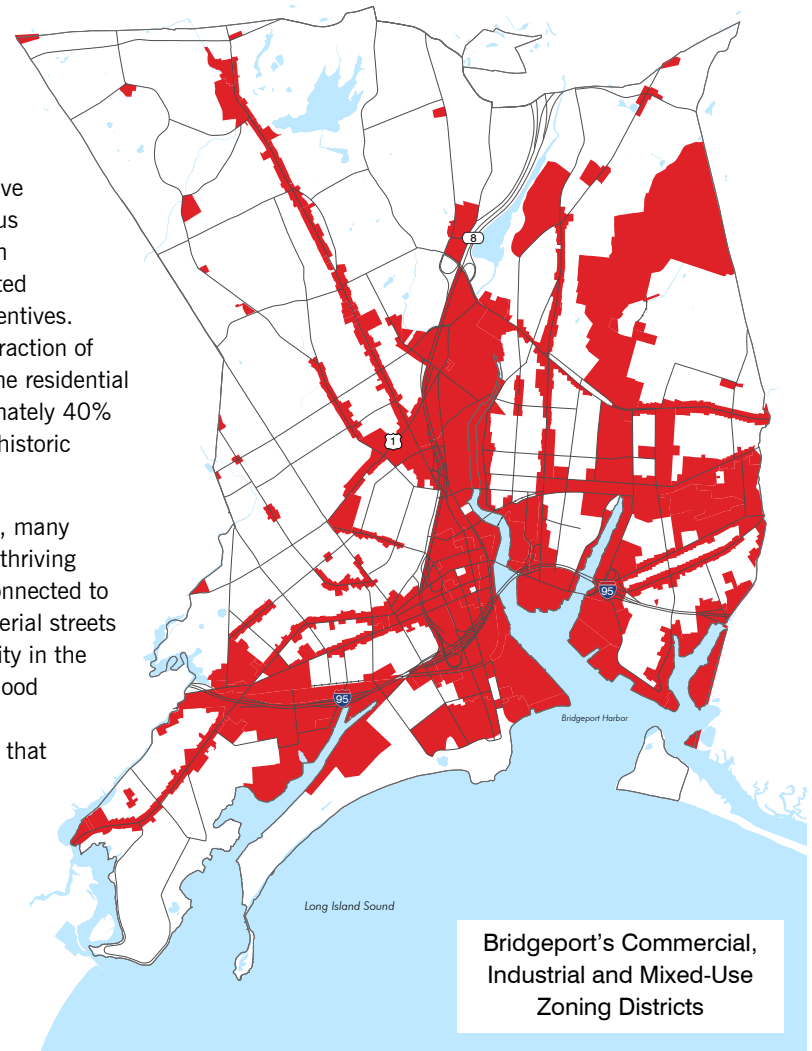 ve
us
n
ted
entives.
raction of
ne residential
nately 40%
historic
, many
thriving
onnected to
erial streets
ity in the
ood
that
8
1
95
95
Bridgeport Harbor
Long Island Sound
Bridgeport’s Commercial,
Industrial and Mixed-Use
Zoning Districts